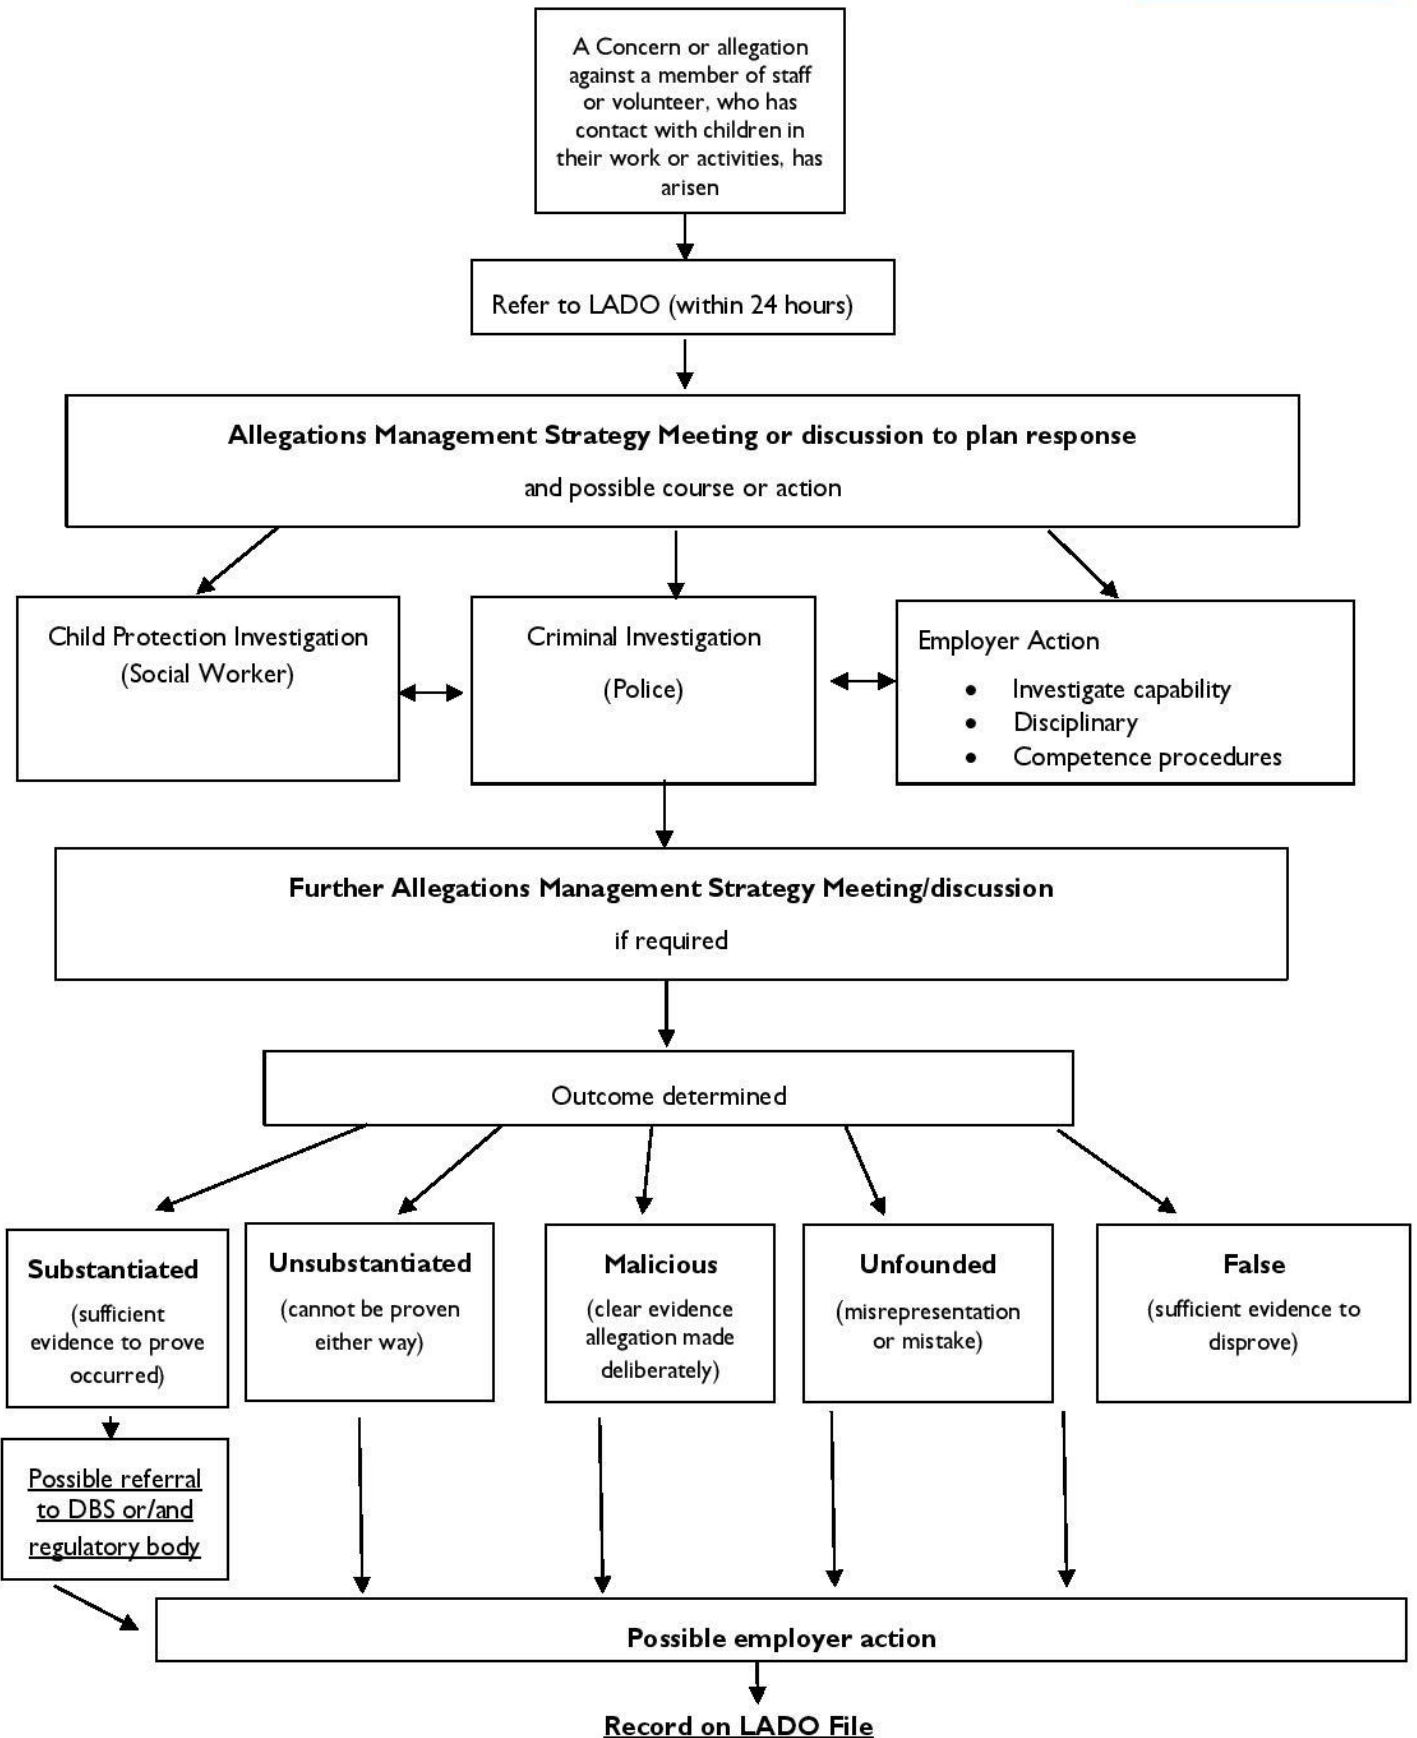 A Concern or allegation
against a member of staff
or volunteer, who has
contact with children in
their work or activities, has
arisen
Refer to LADO (within 24 hours)
Allegations Management Strategy Meeting or discussion to plan response
and possible course or action
Child Protection Investigation
(Social Worker)
Criminal Investigation
(Police)
Employer Action
• Investigate capability
• Disciplinary
• Competence procedures
Further Allegations Management Strategy Meeting/discussion
if required
Outcome determined
Substantiated
(sufficient
evidence to prove
occurred)
Unsubstantiated
(cannot be proven
either way)
Malicious
(clear evidence
allegation made
deliberately)
Unfounded
(misrepresentation
or mistake)
False
(sufficient evidence to
disprove)
Possible referral
to DBS or/and
regulatory body
Possible employer action
Record on LADO File